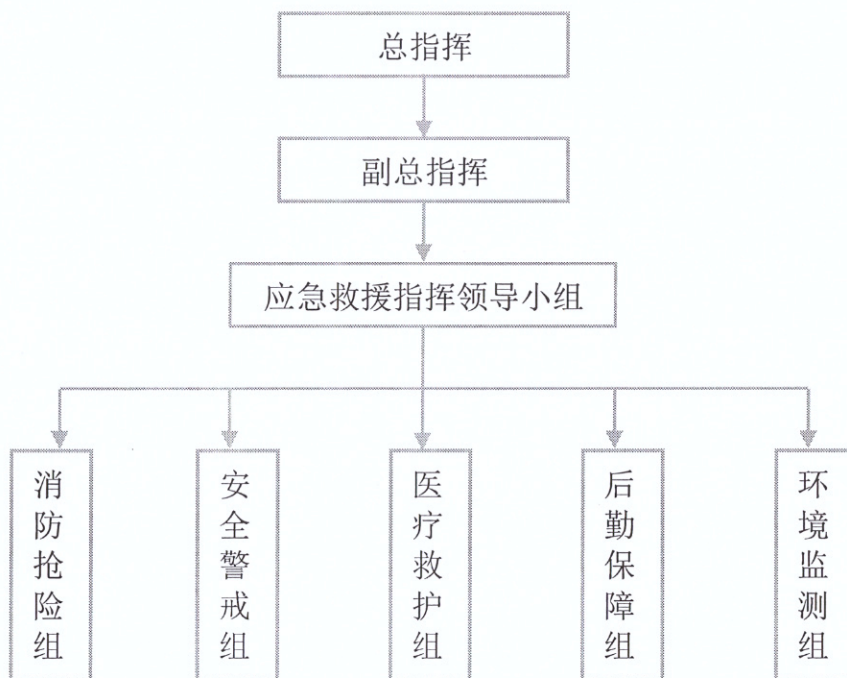 总指挥
副总指挥
应急救援指挥领导小组
消防抢险组
安全警戒组
医疗救护组
后勤保障组
环境监测组